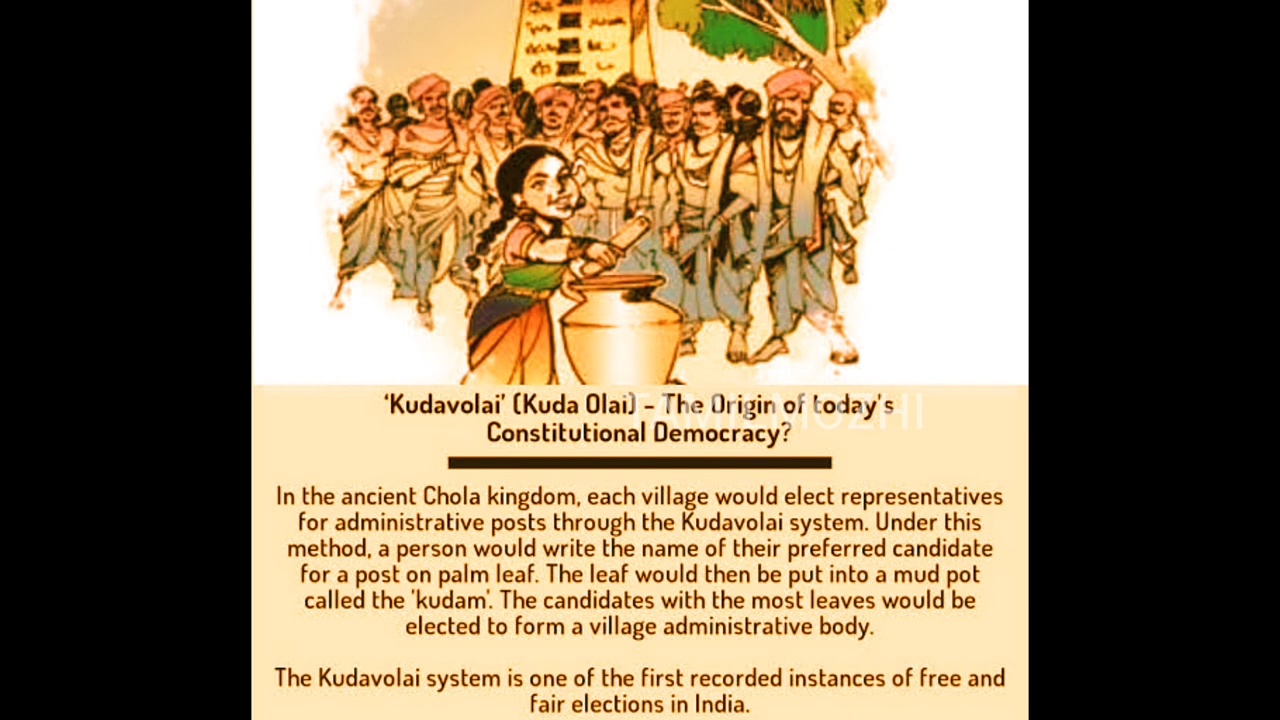 'Kudavolai' (Kuda Olai) – The Origin of today's
Constitutional Democracy?
TAMILMOZHI
In the ancient Chola kingdom, each village would elect representatives
for administrative posts through the Kudavolai system. Under this
method, a person would write the name of their preferred candidate
for a post on palm leaf. The leaf would then be put into a mud pot
called the 'kudam'. The candidates with the most leaves would be
elected to form a village administrative body.
The Kudavolai system is one of the first recorded instances of free and
fair elections in India.